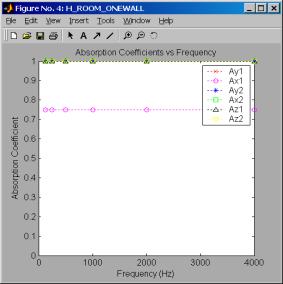 Figure No. 4: H_ROOM_ONEWALL
File Edit View Insert Tools Window Help
A
Absorption Coefficients vs Frequency
Absorption Coefficient
1
0.9
0.8
0.7
0.6
0.5
0.4
0.3
0.2
0.1
0
Ay1
Ax1
Ay2
Ax2
Az1
Az2
0 1000 2000 3000 4000
Frequency (Hz)